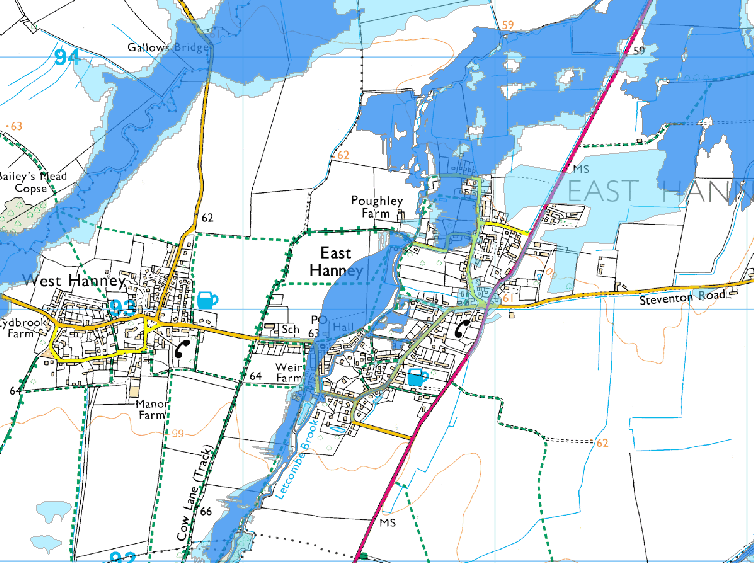 59
Gallows Bridge
94
59
63
62
MS
Bailey's Mead
Copse
EAST HANN
Poughley
Farm
62
East
Hanney
West Hanney
93
61
Steventon Road
Lydbrook
Farm
PO
Sch
63
Hall
Weir
Farm
64
64
Manor
Farm
65
62
Letcombe Brook
Cow Lane (Track)
66
MS
92